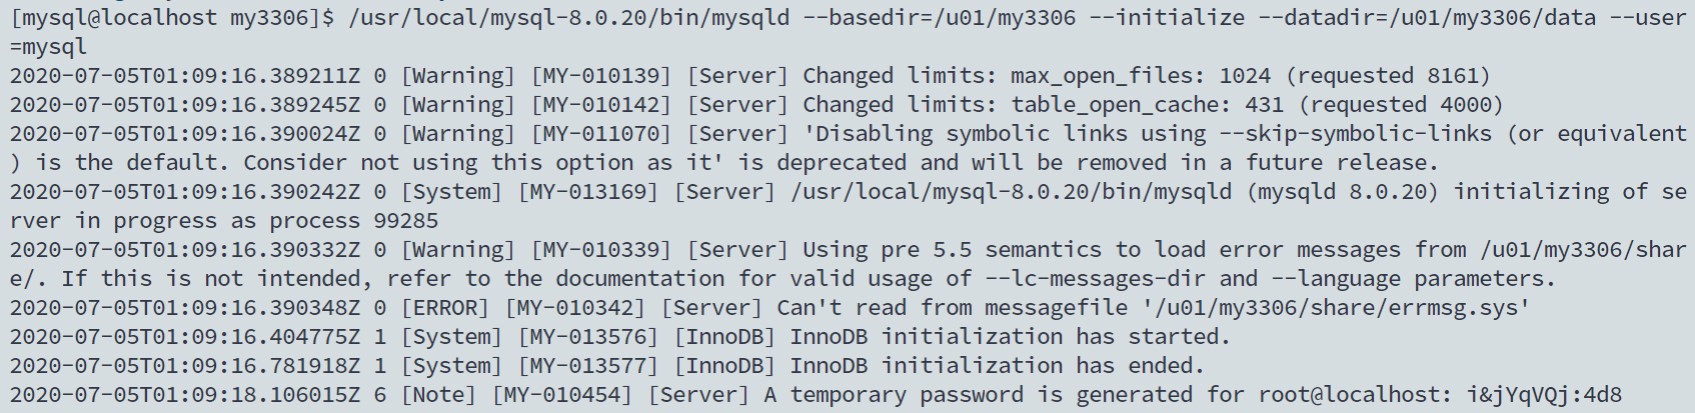 [mysql@localhost my3306]$ /usr/local/mysql-8.0.20/bin/mysqld --basedir=/u01/my3306 --initialize --datadir=/u01/my3306/data --user
=mysql
2020-07-05T01:09:16.389211Z 0 [Warning] [MY-010139] [Server] Changed limits: max_open_files: 1024 (requested 8161)
2020-07-05T01:09:16.389245Z 0 [Warning] [MY-010142] [Server] Changed limits: table_open_cache: 431 (requested 4000)
2020-07-05T01:09:16.390024Z 0 [Warning] [MY-011070] [Server] 'Disabling symbolic links using --skip-symbolic-links (or equivalent
) is the default. Consider not using this option as it' is deprecated and will be removed in a future release.
2020-07-05T01:09:16.390242Z 0 [System] [MY-013169] [Server] /usr/local/mysql-8.0.20/bin/mysqld (mysqld 8.0.20) initializing of se
rver in progress as process 99285
2020-07-05T01:09:16.390332Z 0 [Warning] [MY-010339] [Server] Using pre 5.5 semantics to load error messages from /u01/my3306/shar
e/. If this is not intended, refer to the documentation for valid usage of --lc-messages-dir and --language parameters.
2020-07-05T01:09:16.390348Z 0 [ERROR] [MY-010342] [Server] Can't read from messagefile '/u01/my3306/share/errmsg.sys'
2020-07-05T01:09:16.404775Z 1 [System] [MY-013576] [InnoDB] InnoDB initialization has started.
2020-07-05T01:09:16.781918Z 1 [System] [MY-013577] [InnoDB] InnoDB initialization has ended.
2020-07-05T01:09:18.106015Z 6 [Note] [MY-010454] [Server] A temporary password is generated for root@localhost: i&jYqVQj:4d8